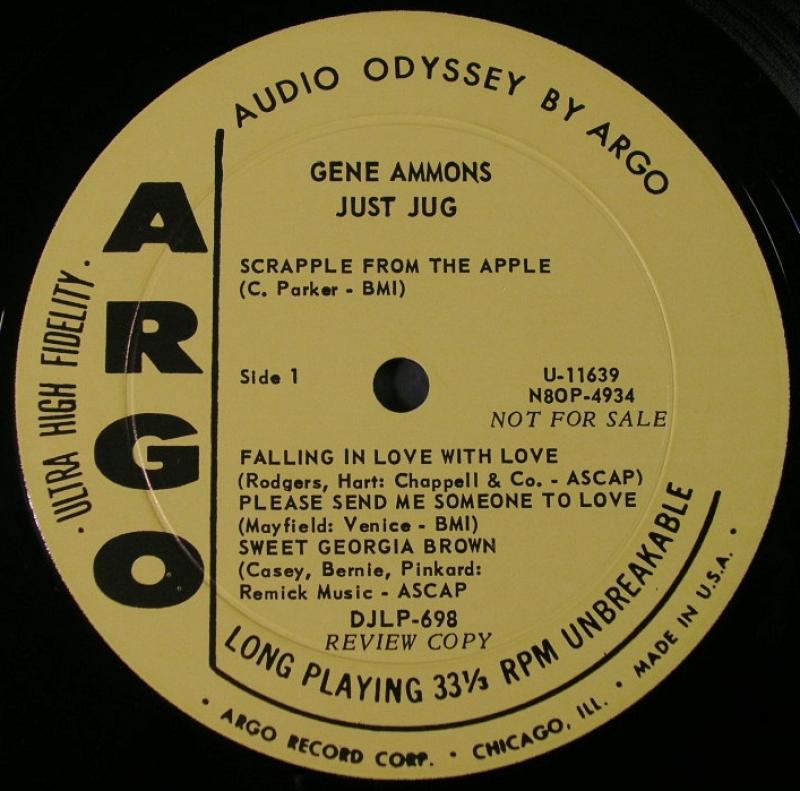 AUDIO ODYSSEY BY ARGO
ARGO
· ULTRA HIGH FIDELITY ·
GENE AMMONS
JUST JUG
SCRAPPLE FROM THE APPLE
(C. Parker - BMI)
Side 1
U-11639
N8OP-4934
NOT FOR SALE
FALLING IN LOVE WITH LOVE
(Rodgers, Hart: Chappell & Co. - ASCAP)
PLEASE SEND ME SOMEONE TO LOVE
(Mayfield: Venice - BMI)
SWEET GEORGIA BROWN
(Casey, Bernie, Pinkard:
Remick Music - ASCAP
DJLP-698
REVIEW COPY
LONG PLAYING 33⅓ RPM UNBREAKABLE
· ARGO RECORD CORP. · CHICAGO, ILL. · MADE IN U.S.A. ·